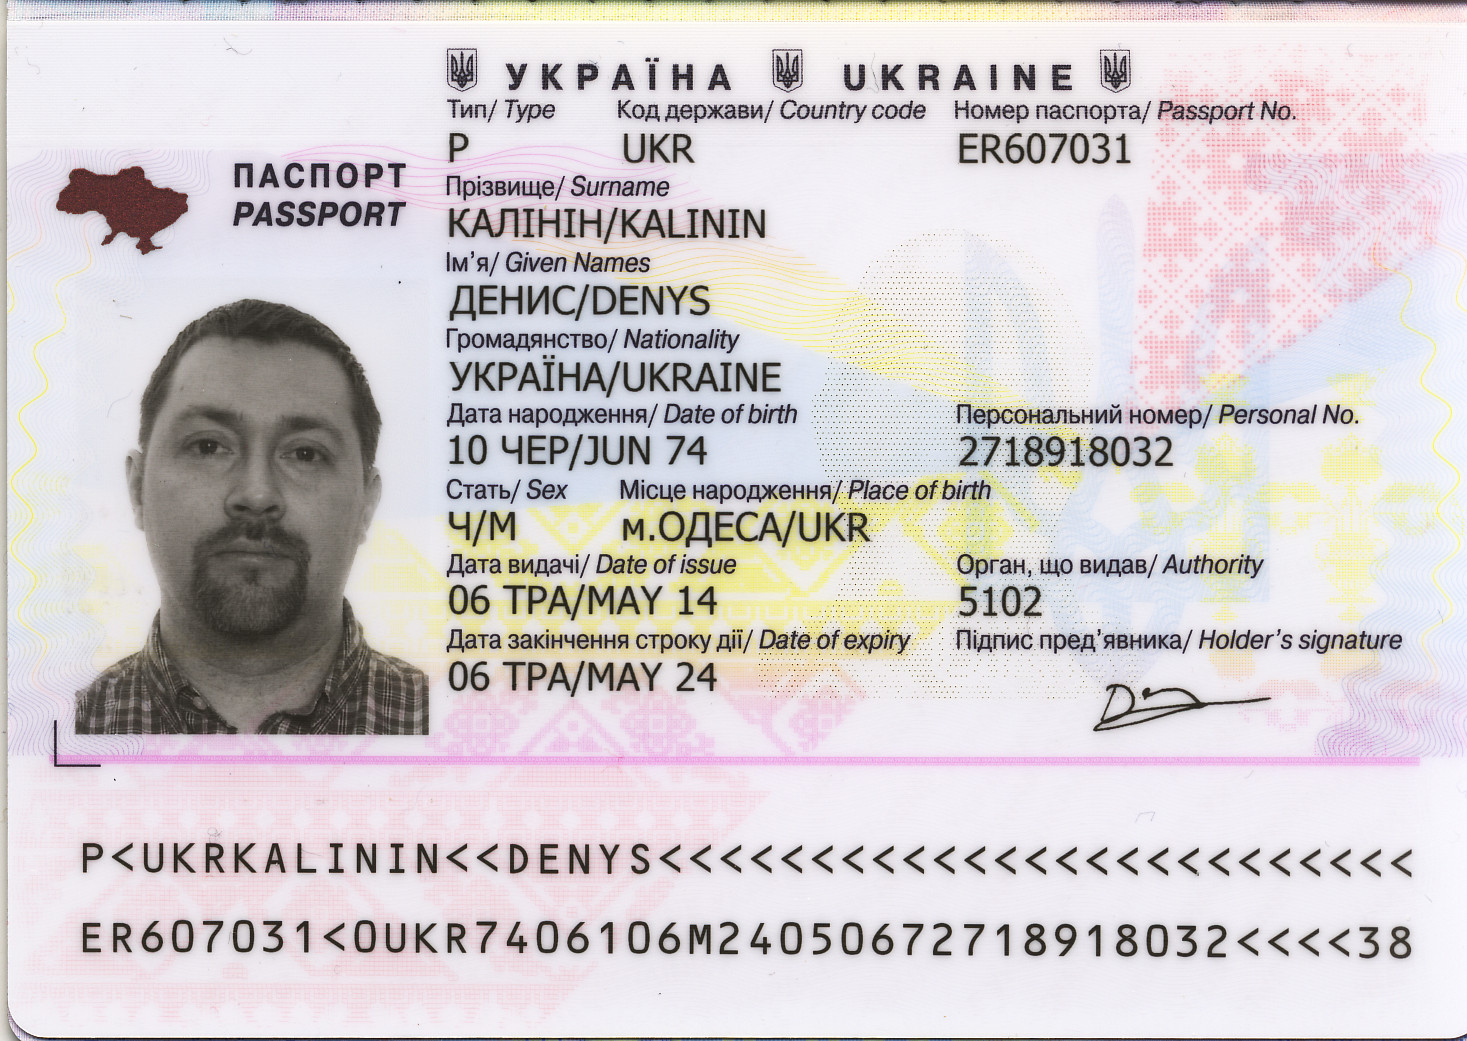 УКРАЇНА UKRAINE
Тип/ Type Код держави/ Country code Номер паспорта/ Passport No.
P UKR ER607031
ПАСПОРТ
PASSPORT
Прізвище/ Surname
КАЛІНІН/KALININ
Ім'я/ Given Names
ДЕНИС/DENYS
Громадянство/ Nationality
УКРАЇНА/UKRAINE
Дата народження/ Date of birth Персональний номер/ Personal No.
10 ЧЕР/JUN 74 2718918032
Стать/ Sex Місце народження/ Place of birth
Ч/M м.ОДЕСА/UKR
Дата видачі/ Date of issue Орган, що видав/ Authority
06 ТРА/MAY 14 5102
Дата закінчення строку дії/ Date of expiry Підпис пред'явника/ Holder's signature
06 ТРА/MAY 24
P<UKRKALININ<<DENYS<<<<<<<<<<<<<<<<<<<<<<<<<
ER607031<0UKR7406106M24050672718918032<<<<38